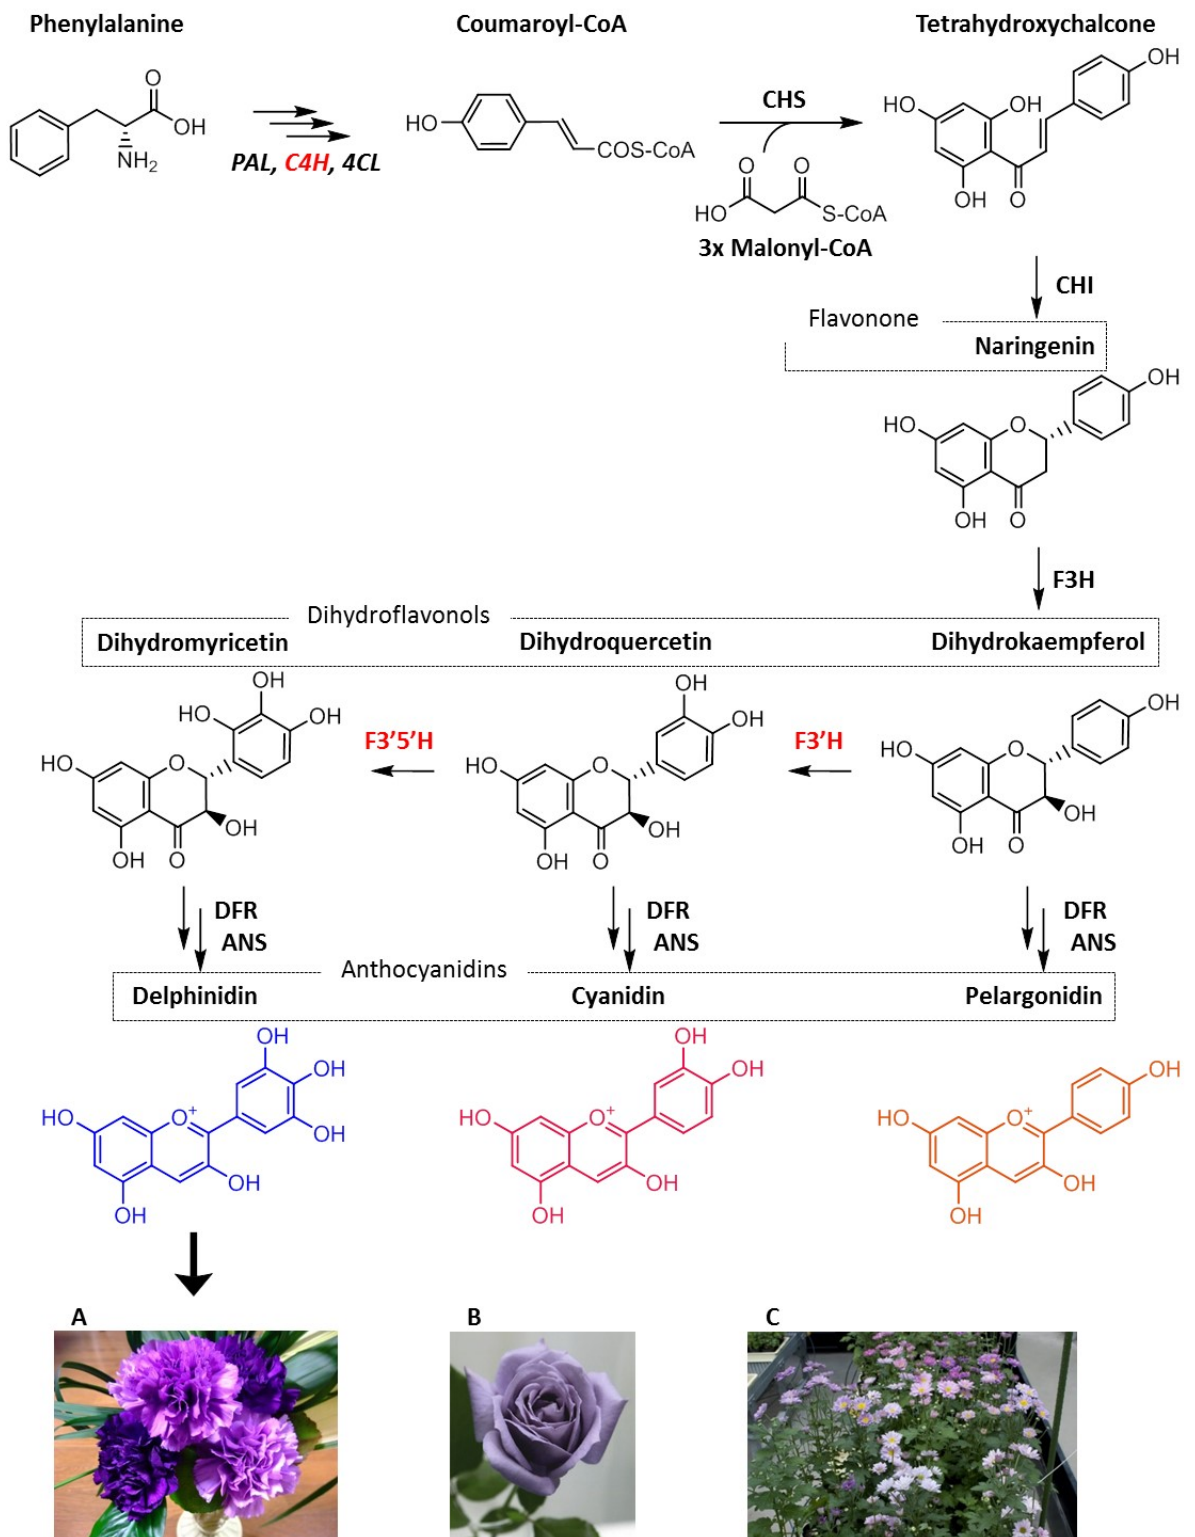 Phenylalanine
Coumaroyl-CoA
Tetrahydroxychalcone
O
OH
NH2
PAL, C4H, 4CL
HO
COS-CoA
CHS
O
O
HO
S-CoA
3x Malonyl-CoA
OH
HO
OH
OH
O
CHI
Flavonone
Naringenin
OH
HO
O
OH
O
F3H
Dihydroflavonols
Dihydromyricetin
Dihydroquercetin
Dihydrokaempferol
OH
HO
OH
HO
O
OH
OH
O
F3'5'H
OH
OH
HO
O
OH
OH
O
F3'H
OH
HO
O
OH
OH
O
DFR
ANS
DFR
ANS
DFR
ANS
Anthocyanidins
Delphinidin
Cyanidin
Pelargonidin
OH
OH
HO
O+
OH
OH
OH
OH
OH
HO
O+
OH
OH
OH
HO
O+
OH
OH
A
B
C